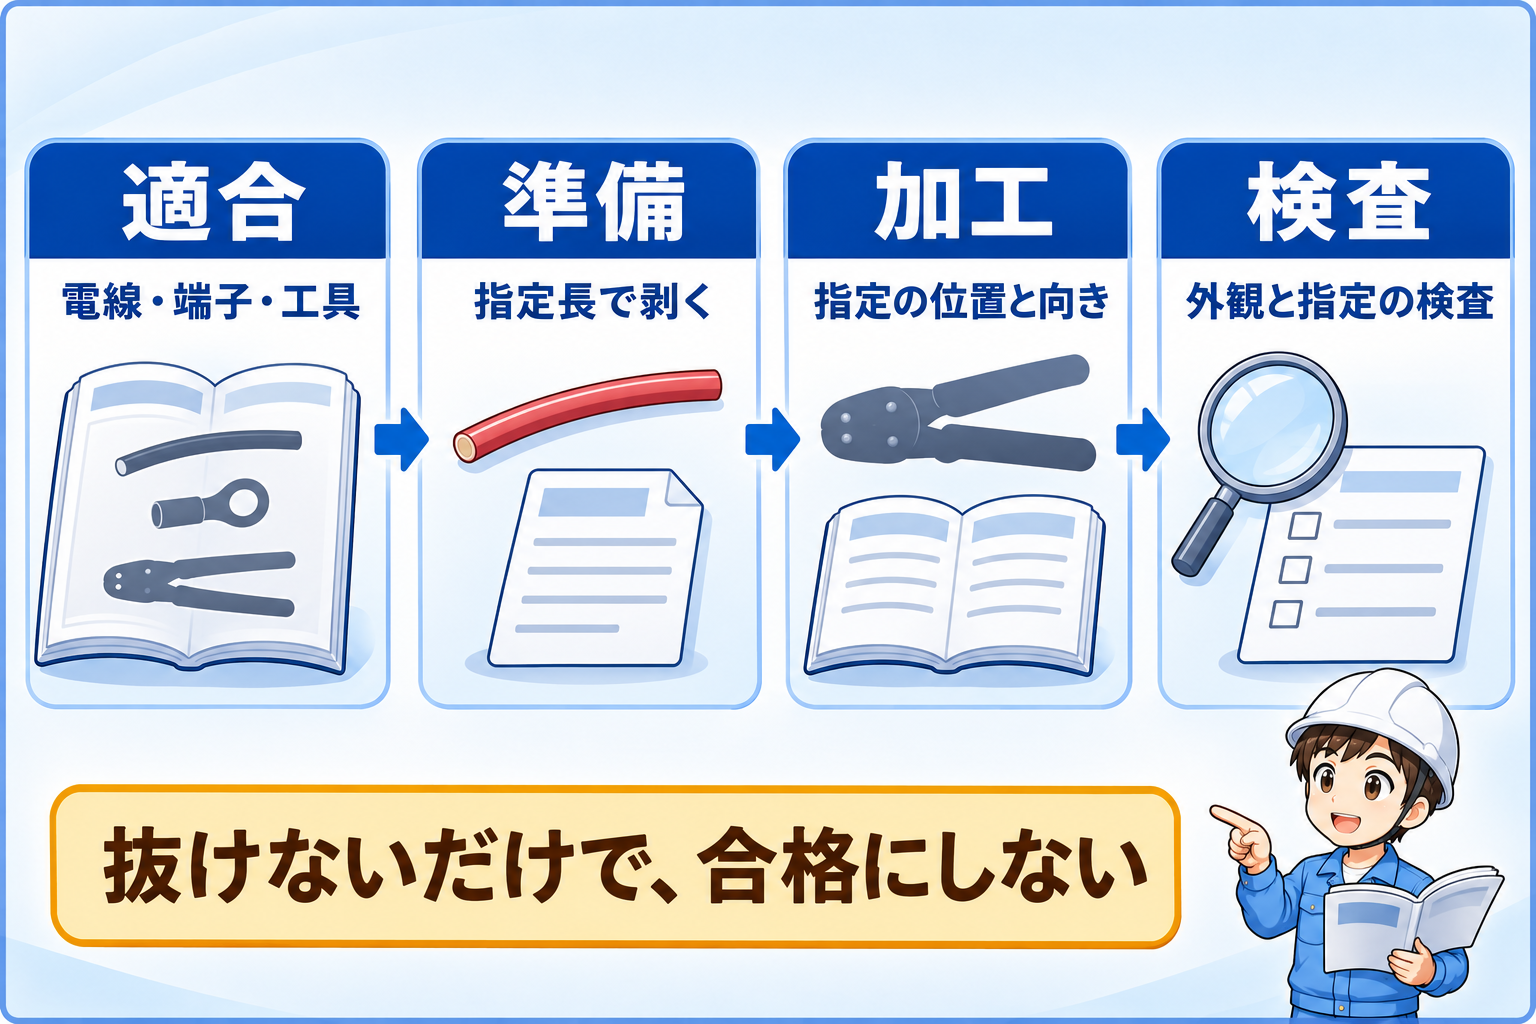 適合
電線・端子・工具
準備
指定長で剥く
加工
指定の位置と向き
検査
外観と指定の検査
抜けないだけで、合格にしない